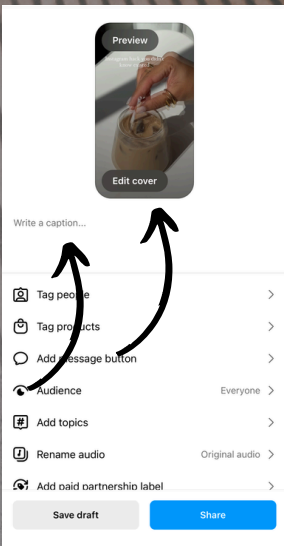 Preview
Edit cover
Write a caption...
Tag people
Tag products
Add message button
Audience
Everyone
Add topics
Rename audio
Original audio
Add paid partnership label
Save draft
Share